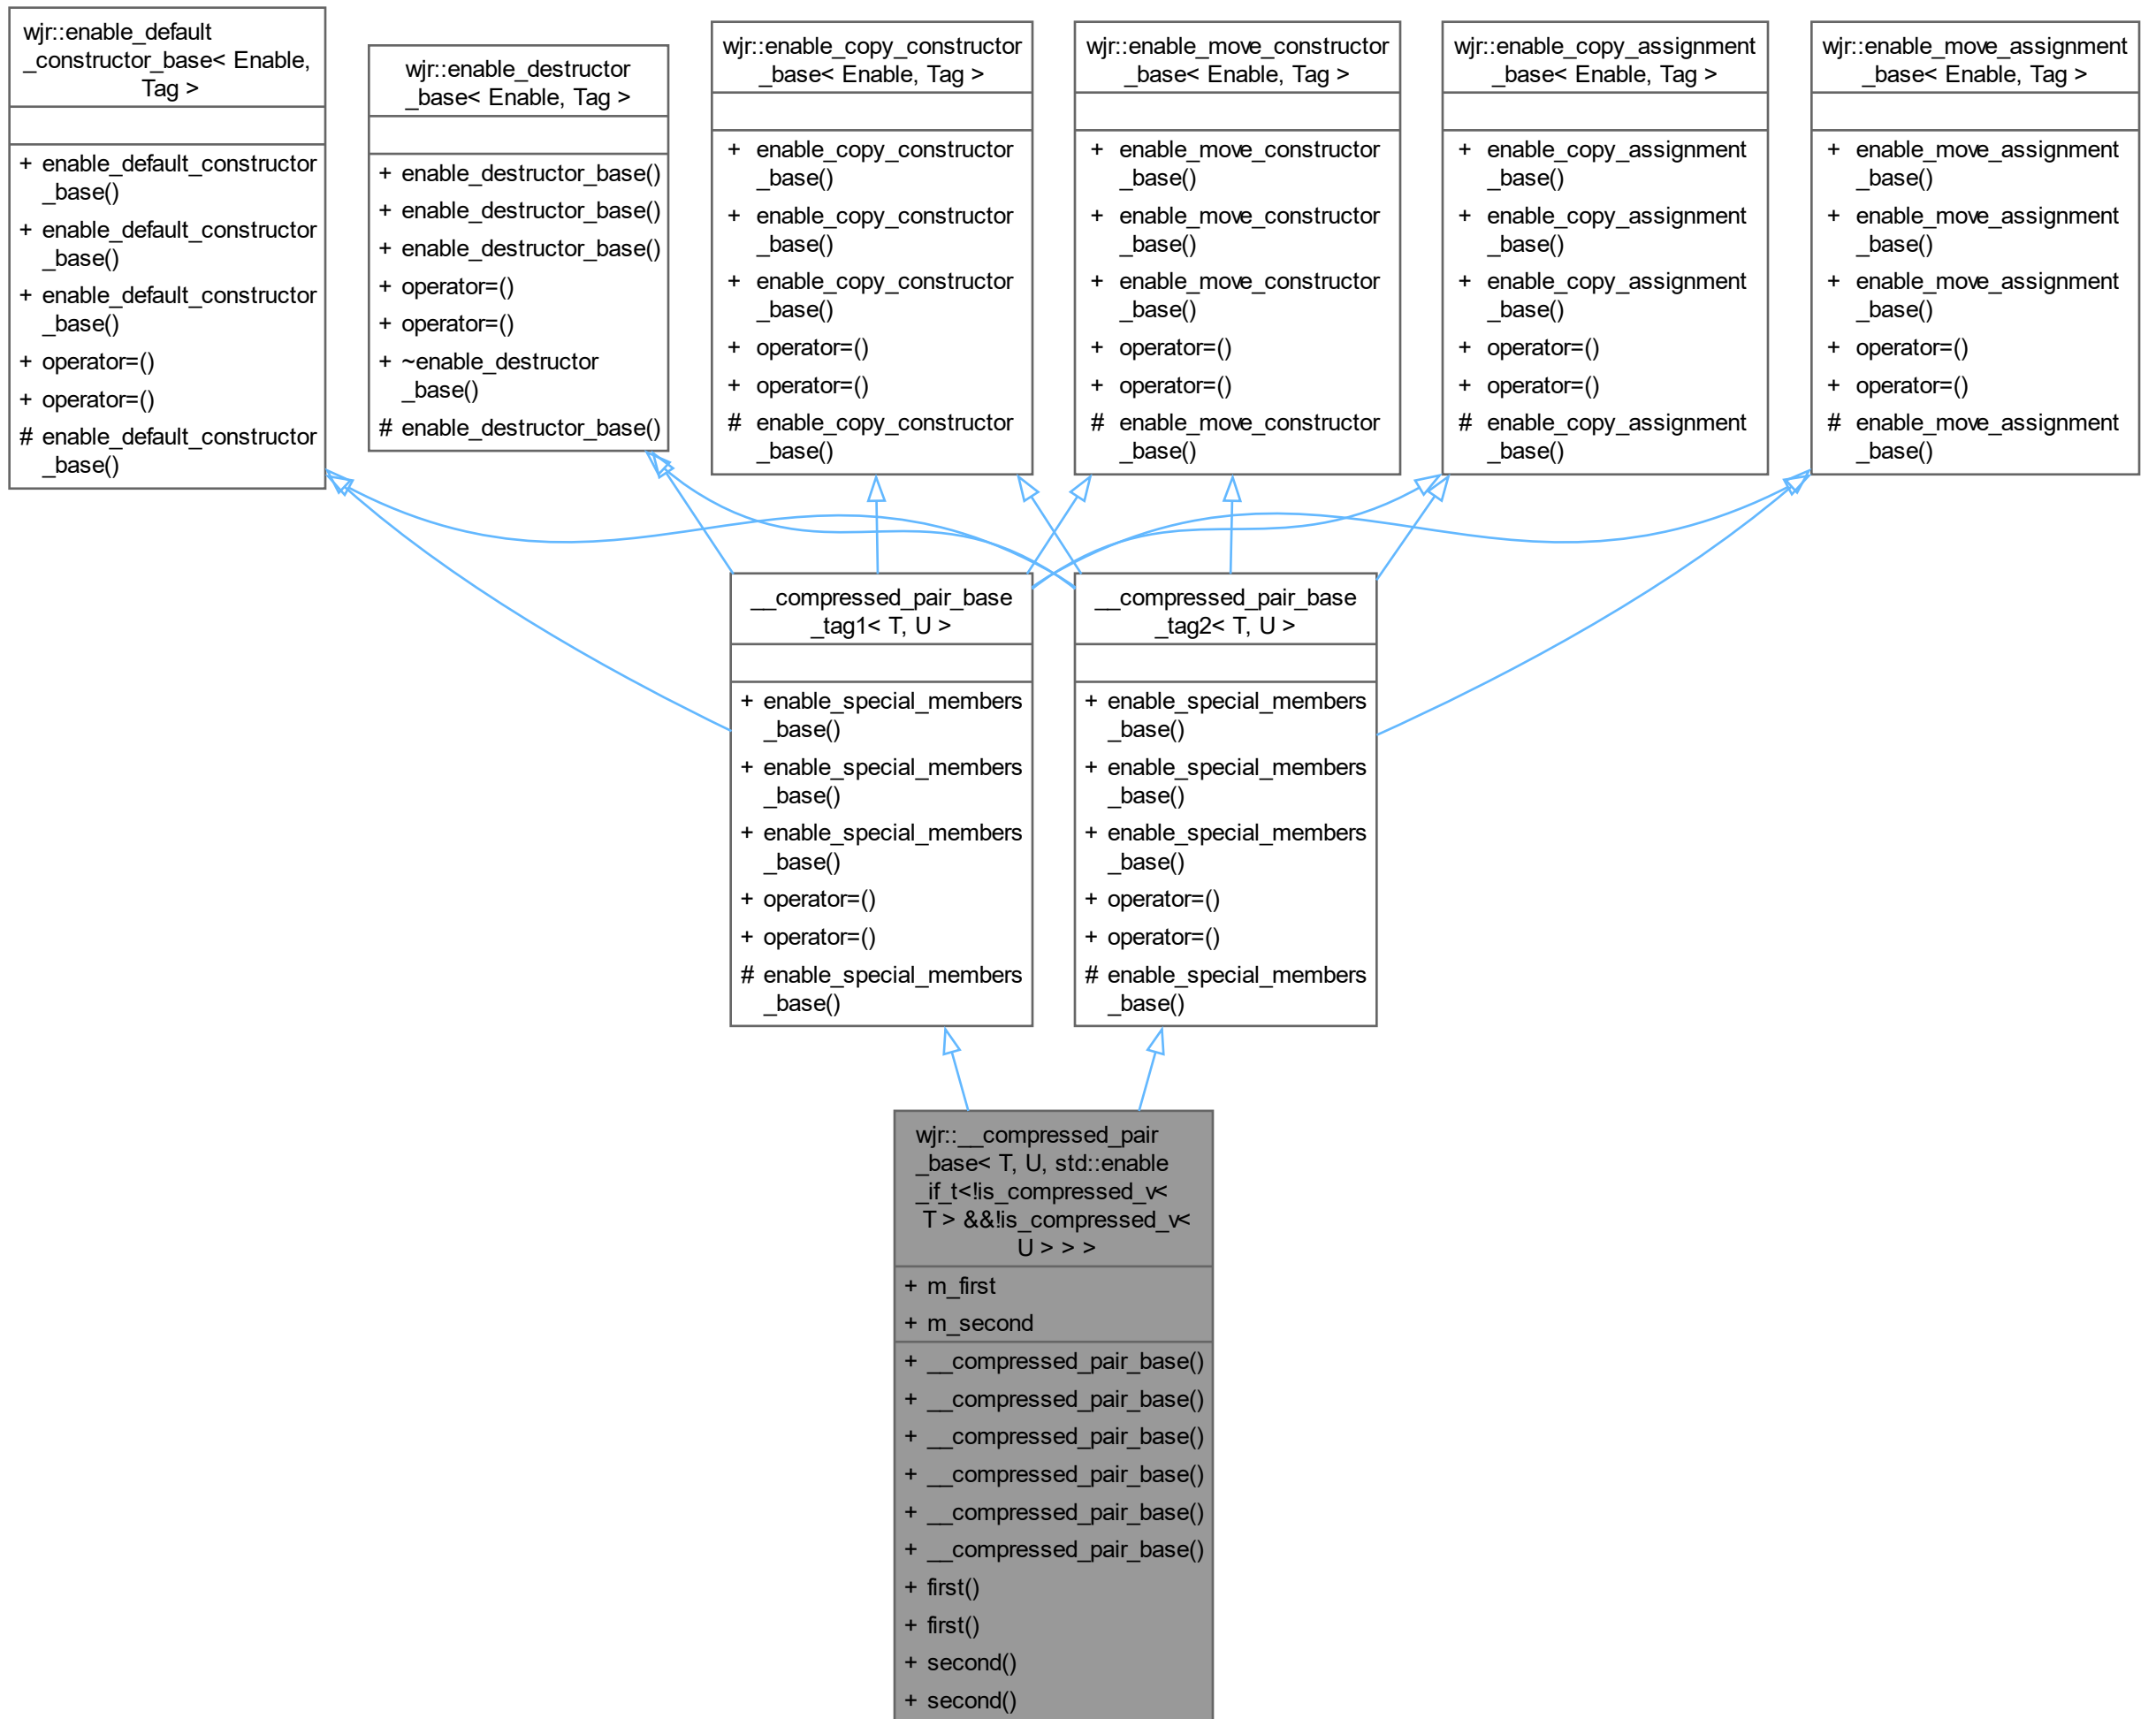 wjr::enable_default
_constructor_base< Enable,
Tag >
+ enable_default_constructor
_base()
+ enable_default_constructor
_base()
+ enable_default_constructor
_base()
+ operator=()
+ operator=()
# enable_default_constructor
_base()
wjr::enable_destructor
_base< Enable, Tag >
+ enable_destructor_base()
+ enable_destructor_base()
+ enable_destructor_base()
+ operator=()
+ operator=()
+ ~enable_destructor
_base()
# enable_destructor_base()
wjr::enable_copy_constructor
_base< Enable, Tag >
+ enable_copy_constructor
_base()
+ enable_copy_constructor
_base()
+ enable_copy_constructor
_base()
+ operator=()
+ operator=()
# enable_copy_constructor
_base()
wjr::enable_move_constructor
_base< Enable, Tag >
+ enable_move_constructor
_base()
+ enable_move_constructor
_base()
+ enable_move_constructor
_base()
+ operator=()
+ operator=()
# enable_move_constructor
_base()
wjr::enable_copy_assignment
_base< Enable, Tag >
+ enable_copy_assignment
_base()
+ enable_copy_assignment
_base()
+ enable_copy_assignment
_base()
+ operator=()
+ operator=()
# enable_copy_assignment
_base()
wjr::enable_move_assignment
_base< Enable, Tag >
+ enable_move_assignment
_base()
+ enable_move_assignment
_base()
+ enable_move_assignment
_base()
+ operator=()
+ operator=()
# enable_move_assignment
_base()
__compressed_pair_base
_tag1< T, U >
+ enable_special_members
_base()
+ enable_special_members
_base()
+ enable_special_members
_base()
+ operator=()
+ operator=()
# enable_special_members
_base()
__compressed_pair_base
_tag2< T, U >
+ enable_special_members
_base()
+ enable_special_members
_base()
+ enable_special_members
_base()
+ operator=()
+ operator=()
# enable_special_members
_base()
wjr::__compressed_pair
_base< T, U, std::enable
_if_t<!is_compressed_v<
T > &&!is_compressed_v<
U > > >
+ m_first
+ m_second
+ __compressed_pair_base()
+ __compressed_pair_base()
+ __compressed_pair_base()
+ __compressed_pair_base()
+ __compressed_pair_base()
+ __compressed_pair_base()
+ first()
+ first()
+ second()
+ second()